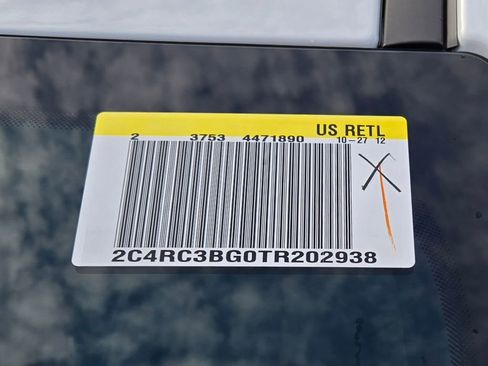 US RETL
2 3753 4471890 10-27 12
2C4RC3BG0TR202938